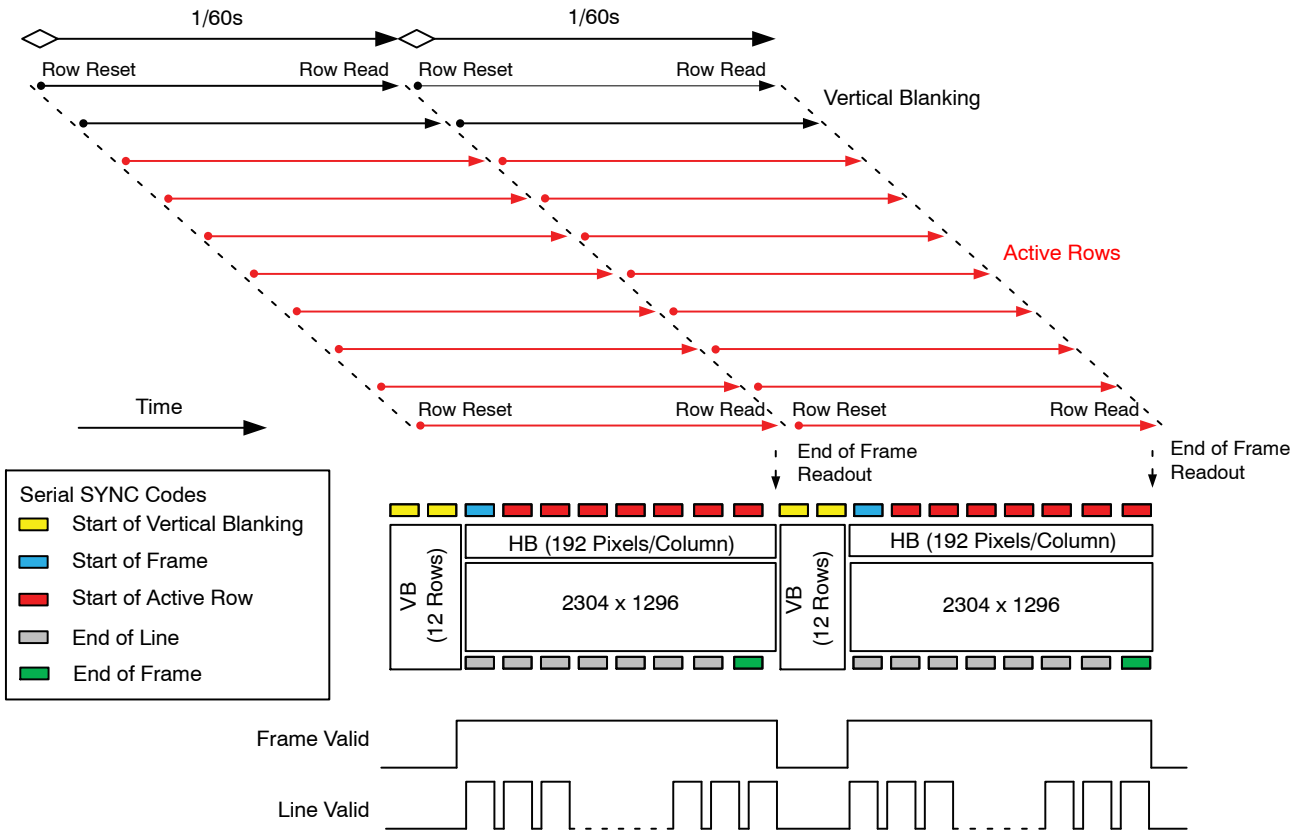 1/60s
1/60s
Row Reset
Row Read
Row Reset
Row Read
Vertical Blanking
Active Rows
Time
Row Reset
Row Read
Row Reset
Row Read
End of Frame
Readout
End of Frame
Readout
Serial SYNC Codes
Start of Vertical Blanking
Start of Frame
Start of Active Row
End of Line
End of Frame
VB
(12 Rows)
HB (192 Pixels/Column)
2304 x 1296
VB
(12 Rows)
HB (192 Pixels/Column)
2304 x 1296
Frame Valid
Line Valid